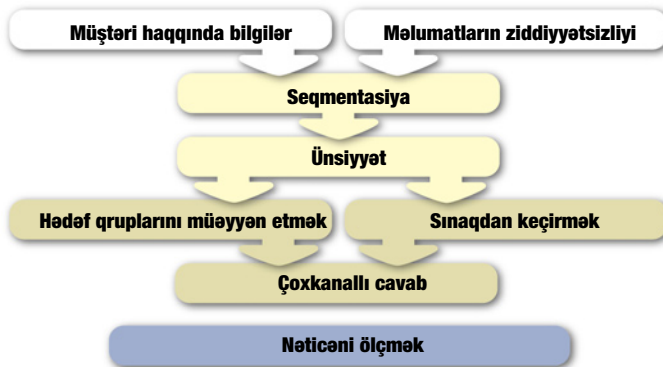 Müştəri haqqında bilgilər
Məlumatların ziddiyyətsizliyi
Seqmentasiya
Ünsiyyət
Hədəf qruplarını müəyyən etmək
Sınaqdan keçirmək
Çoxkanallı cavab
Nəticəni ölçmək